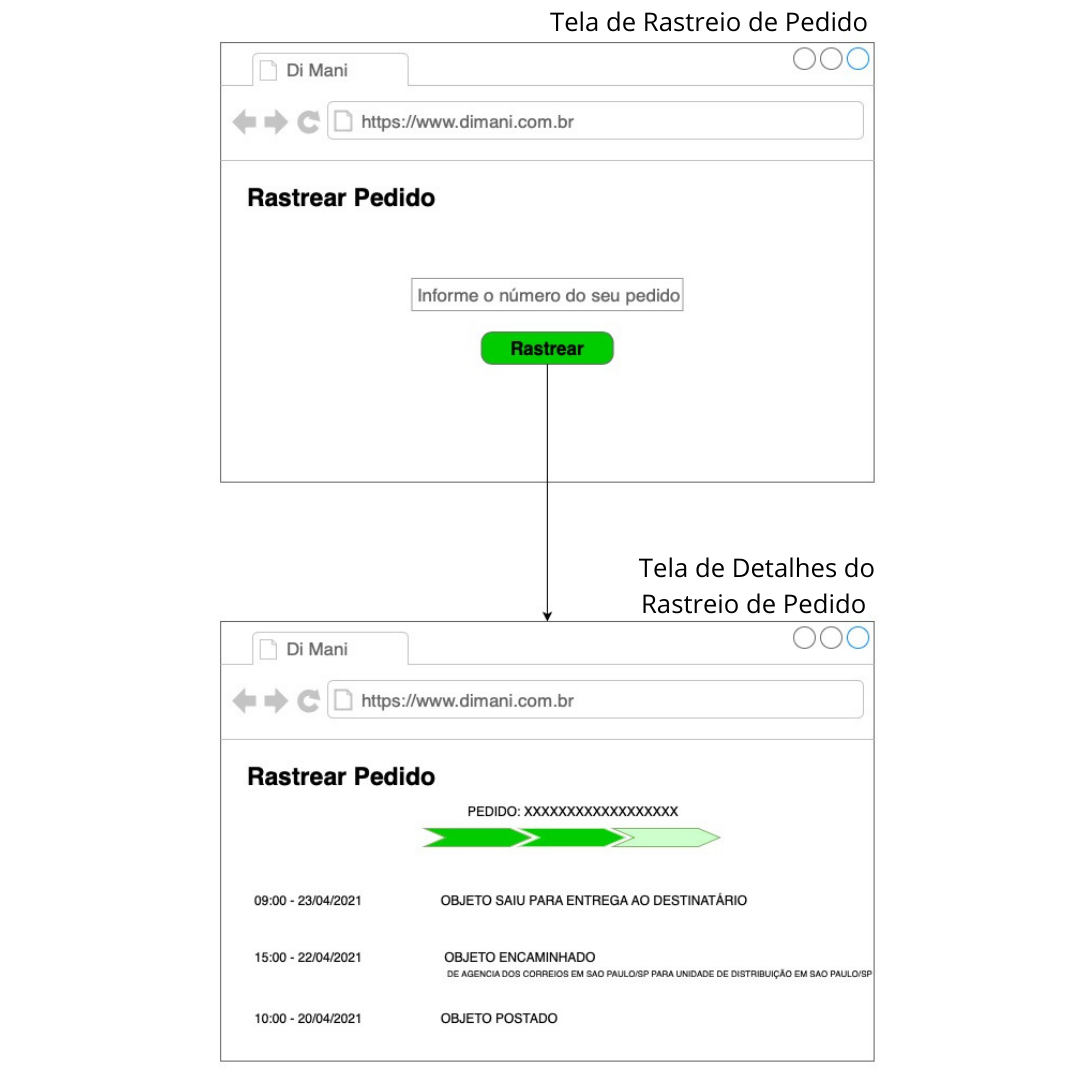 Tela de Rastreio de Pedido
Di Mani
https://www.dimani.com.br
Rastrear Pedido
Informe o número do seu pedido
Rastrear
Tela de Detalhes do
Rastreio de Pedido
Di Mani
https://www.dimani.com.br
Rastrear Pedido
PEDIDO: XXXXXXXXXXXXXXXXXX
09:00 - 23/04/2021 OBJETO SAIU PARA ENTREGA AO DESTINATÁRIO
15:00 - 22/04/2021 OBJETO ENCAMINHADO
DE AGENCIA DOS CORREIOS EM SAO PAULO/SP PARA UNIDADE DE DISTRIBUIÇÃO EM SAO PAULO/SP
10:00 - 20/04/2021 OBJETO POSTADO